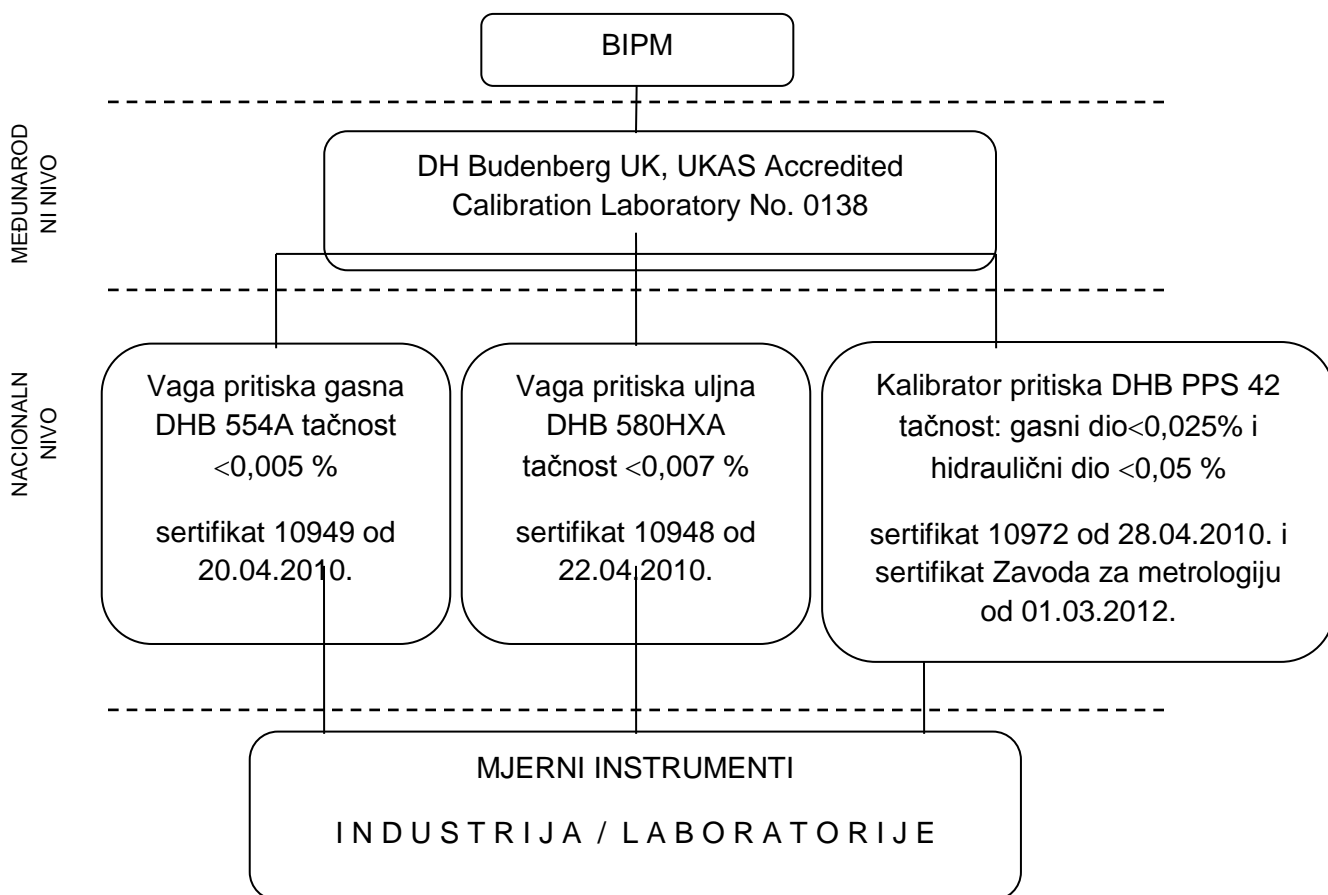 BIPM
MEĐUNAROD
NI NIVO
DH Budenberg UK, UKAS Accredited
Calibration Laboratory No. 0138
NACIONALN
NIVO
Vaga pritiska gasna
DHB 554A tačnost
<0,005 %
sertifikat 10949 od
20.04.2010.
Vaga pritiska uljna
DHB 580HXA
tačnost <0,007 %
sertifikat 10948 od
22.04.2010.
Kalibrator pritiska DHB PPS 42
tačnost: gasni dio<0,025% i
hidraulični dio <0,05 %
sertifikat 10972 od 28.04.2010. i
sertifikat Zavoda za metrologiju
od 01.03.2012.
MJERNI INSTRUMENTI
I N D U S T R I J A / L A B O R A T O R I J E